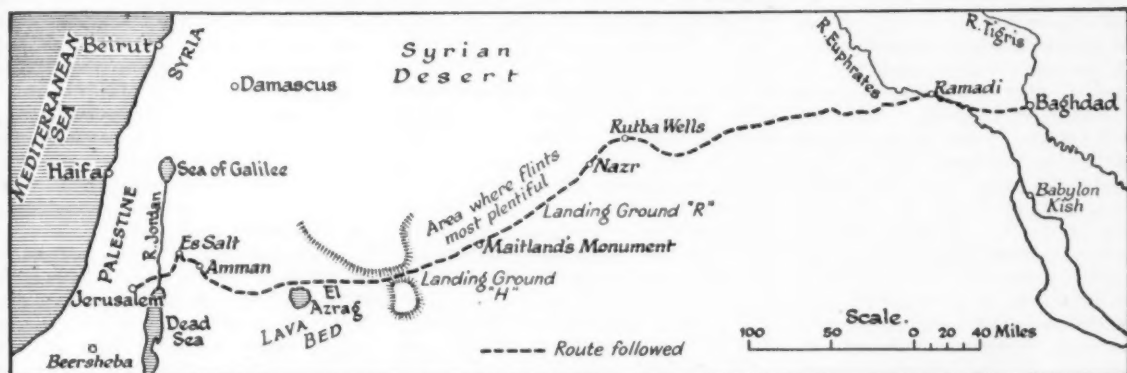 Beirut
SYRIA
Damascus
Syrian
Desert
R. Euphrates
R. Tigris
Ramadi
Baghdad
MEDITERRANEAN
SEA
Haifa
Sea of Galilee
PALESTINE
R. Jordan
Es Salt
Amman
Jerusalem
Dead
Sea
Beersheba
El
Azrag
LAVA
BED
Rutba Wells
Nazr
Area where flints
most plentiful
Landing Ground "R"
Maitland's Monument
Landing Ground
"H"
Babylon
Kish
Scale.
100 50 0 20 40 Miles
Route followed